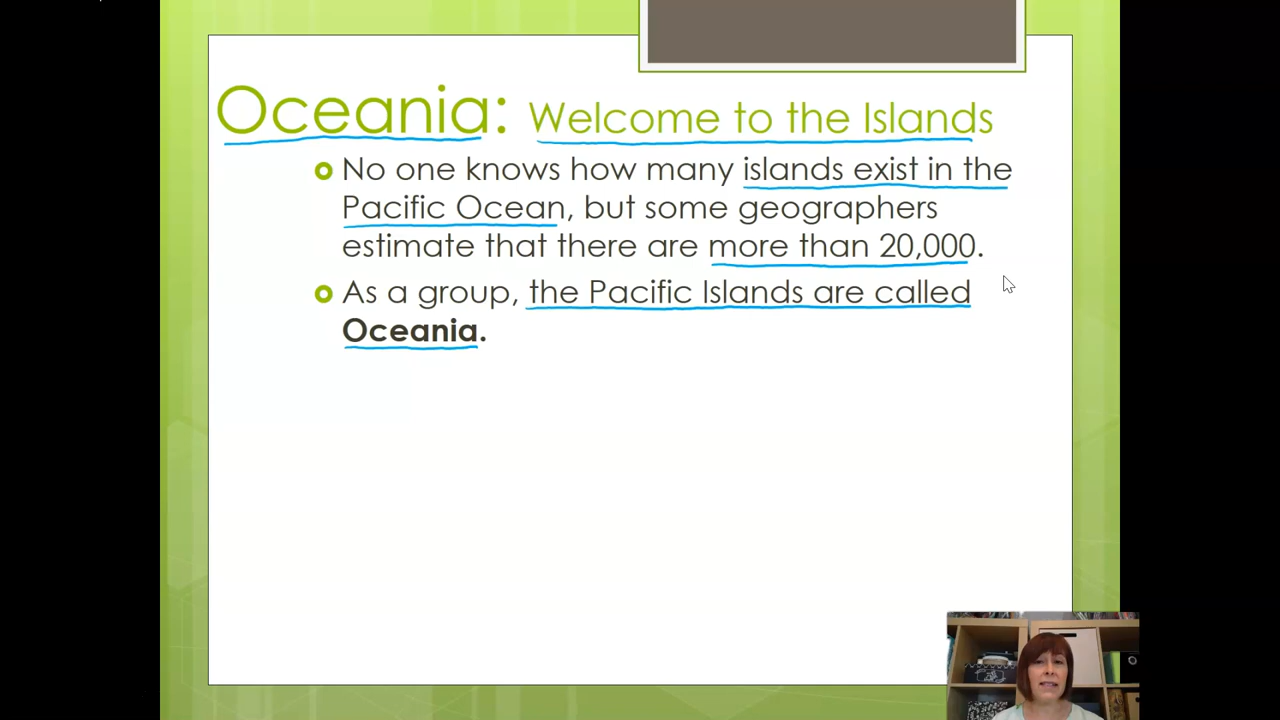 Oceania: Welcome to the Islands
No one knows how many islands exist in the
Pacific Ocean, but some geographers
estimate that there are more than 20,000.
As a group, the Pacific Islands are called
Oceania.